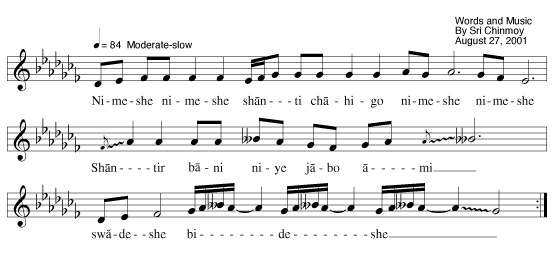 Words and Music
By Sri Chinmoy
August 27, 2001
♩= 84 Moderate-slow
Ni-me-she ni-me-she shān---ti chā-hi-go ni-me-she ni-me-she
Shān----tir bā-ni ni-ye jā-bo ā-----mi
swā-de-she bi--------de--------she